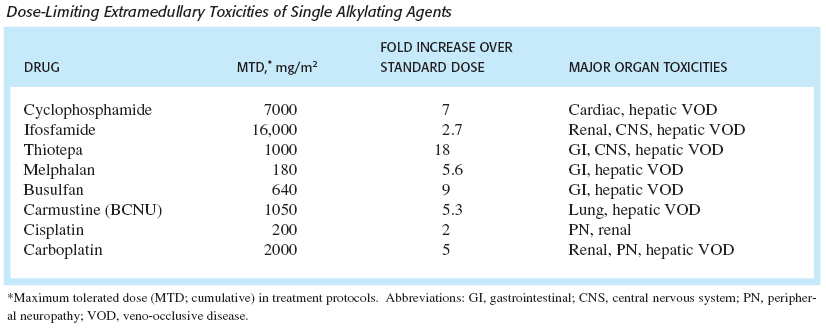 Dose-Limiting Extramedullary Toxicities of Single Alkylating Agents
FOLD INCREASE OVER
DRUG MTD,* mg/m² STANDARD DOSE MAJOR ORGAN TOXICITIES
Cyclophosphamide 7000 7 Cardiac, hepatic VOD
Ifosfamide 16,000 2.7 Renal, CNS, hepatic VOD
Thiotepa 1000 18 GI, CNS, hepatic VOD
Melphalan 180 5.6 GI, hepatic VOD
Busulfan 640 9 GI, hepatic VOD
Carmustine (BCNU) 1050 5.3 Lung, hepatic VOD
Cisplatin 200 2 PN, renal
Carboplatin 2000 5 Renal, PN, hepatic VOD
*Maximum tolerated dose (MTD; cumulative) in treatment protocols. Abbreviations: GI, gastrointestinal; CNS, central nervous system; PN, peripher-
al neuropathy; VOD, veno-occlusive disease.